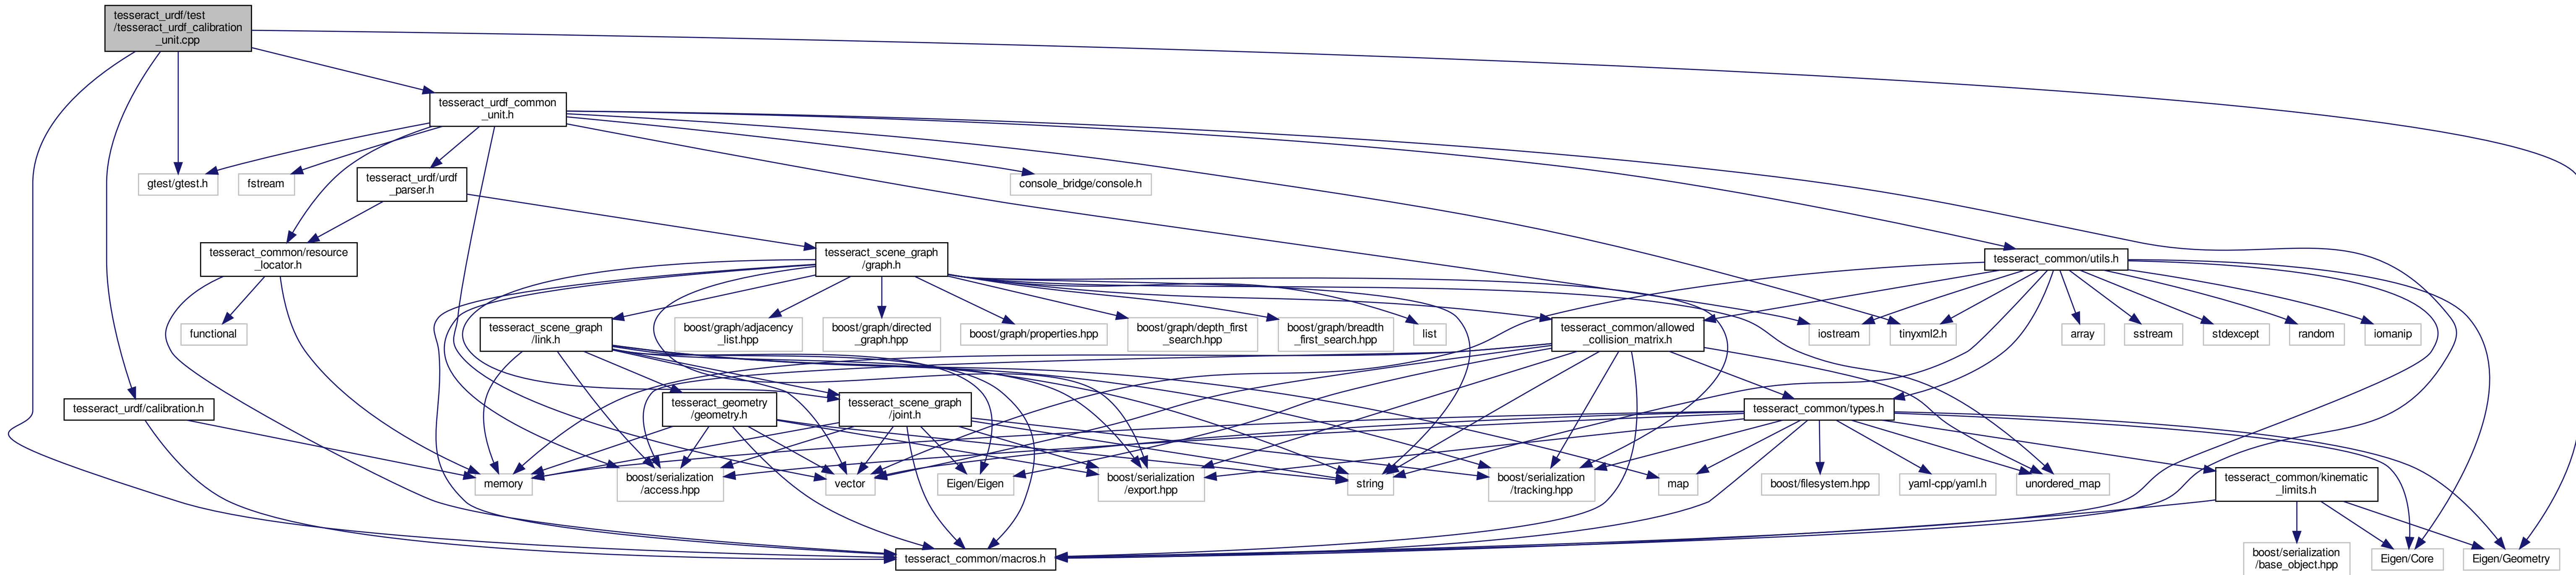 tesseract_urdf/test
/tesseract_urdf_calibration
_unit.cpp
tesseract_urdf_common
_unit.h
gtest/gtest.h
fstream
tesseract_urdf/urdf
_parser.h
console_bridge/console.h
tesseract_common/resource
_locator.h
tesseract_scene_graph
/graph.h
tesseract_common/utils.h
functional
tesseract_scene_graph
/link.h
boost/graph/adjacency
_list.hpp
boost/graph/directed
_graph.hpp
boost/graph/properties.hpp
boost/graph/depth_first
_search.hpp
boost/graph/breadth
_first_search.hpp
list
tesseract_common/allowed
_collision_matrix.h
iostream
tinyxml2.h
array
sstream
stdexcept
random
iomanip
tesseract_urdf/calibration.h
tesseract_geometry
/geometry.h
tesseract_scene_graph
/joint.h
tesseract_common/types.h
memory
boost/serialization
/access.hpp
vector
Eigen/Eigen
boost/serialization
/export.hpp
string
boost/serialization
/tracking.hpp
map
boost/filesystem.hpp
yaml-cpp/yaml.h
unordered_map
tesseract_common/kinematic
_limits.h
tesseract_common/macros.h
boost/serialization
/base_object.hpp
Eigen/Core
Eigen/Geometry